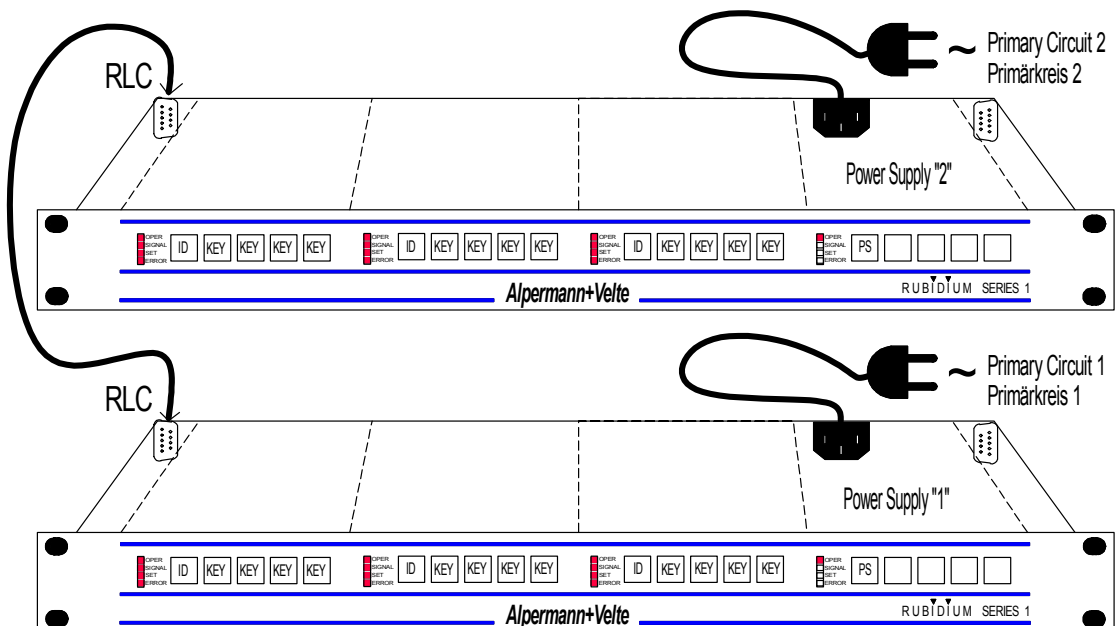 Primary Circuit 2
~
Primärkreis 2
RLC
Power Supply "2"
OPER
SIGNAL
SET
ERROR
ID KEY KEY KEY KEY
OPER
SIGNAL
SET
ERROR
ID KEY KEY KEY KEY
OPER
SIGNAL
SET
ERROR
ID KEY KEY KEY KEY
OPER
SIGNAL
SET
ERROR
PS
Alpermann+Velte
RUBIDIUM SERIES 1
Primary Circuit 1
~
Primärkreis 1
RLC
Power Supply "1"
OPER
SIGNAL
SET
ERROR
ID KEY KEY KEY KEY
OPER
SIGNAL
SET
ERROR
ID KEY KEY KEY KEY
OPER
SIGNAL
SET
ERROR
ID KEY KEY KEY KEY
OPER
SIGNAL
SET
ERROR
PS
Alpermann+Velte
RUBIDIUM SERIES 1